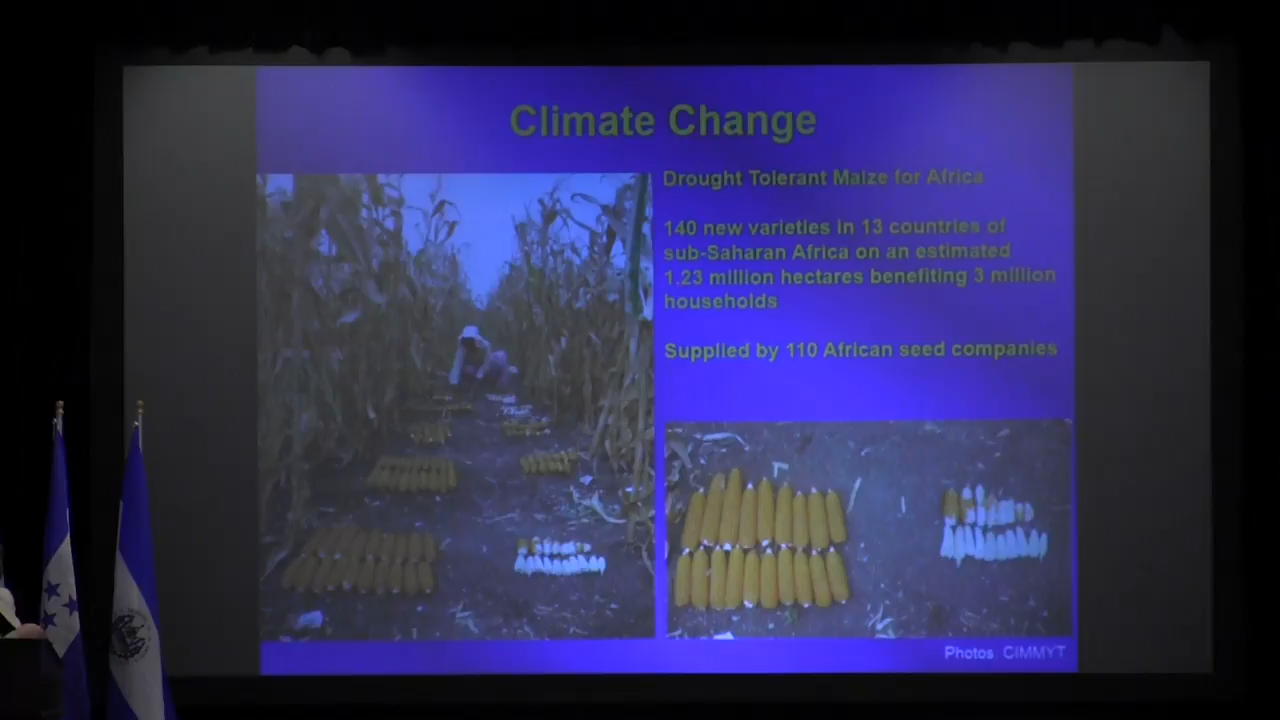 Climate Change
Drought Tolerant Maize for Africa
140 new varieties in 13 countries of
sub-Saharan Africa on an estimated
1.23 million hectares benefiting 3 million
households
Supplied by 110 African seed companies
Photos: CIMMYT